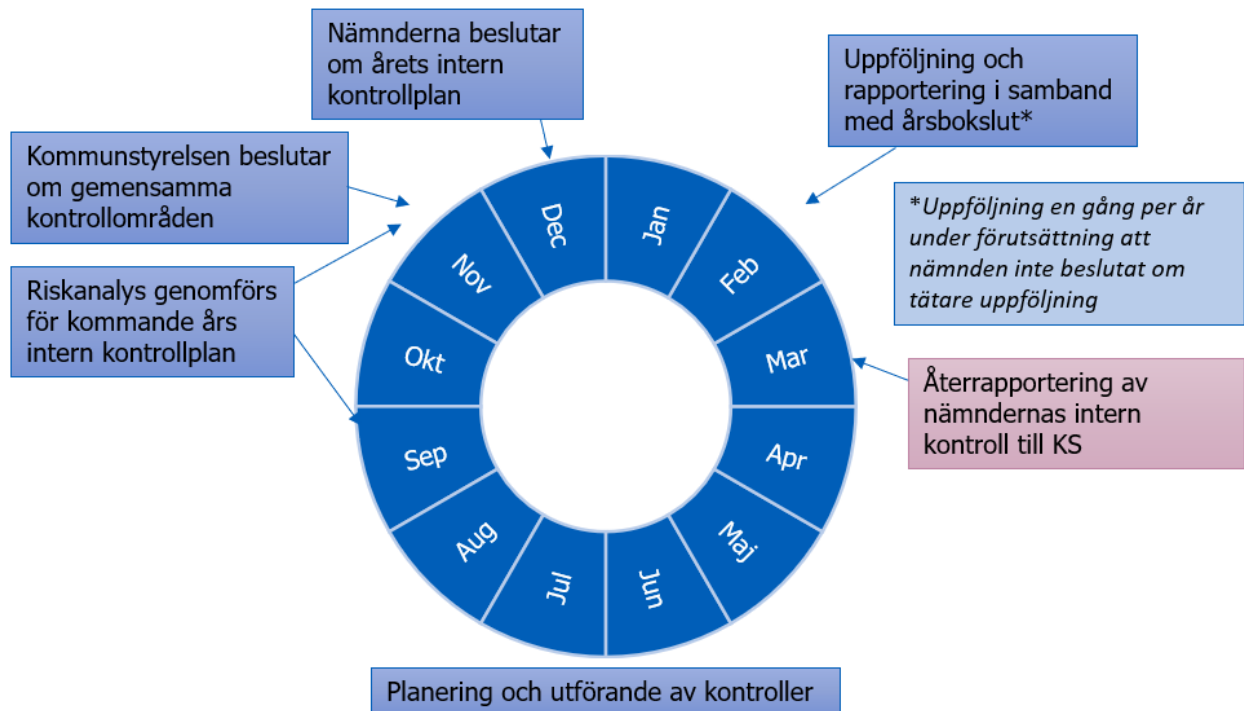 Nämnderna beslutar
om årets intern
kontrollplan
Uppföljning och
rapportering i samband
med årsbokslut*
Kommunstyrelsen beslutar
om gemensamma
kontrollområden
*Uppföljning en gång per år
under förutsättning att
nämnden inte beslutat om
tätare uppföljning
Riskanalys genomförs
för kommande års
intern kontrollplan
Återrapportering av
nämndernas intern
kontroll till KS
Jan
Feb
Mar
Apr
Maj
Jun
Jul
Aug
Sep
Okt
Nov
Dec
Planering och utförande av kontroller